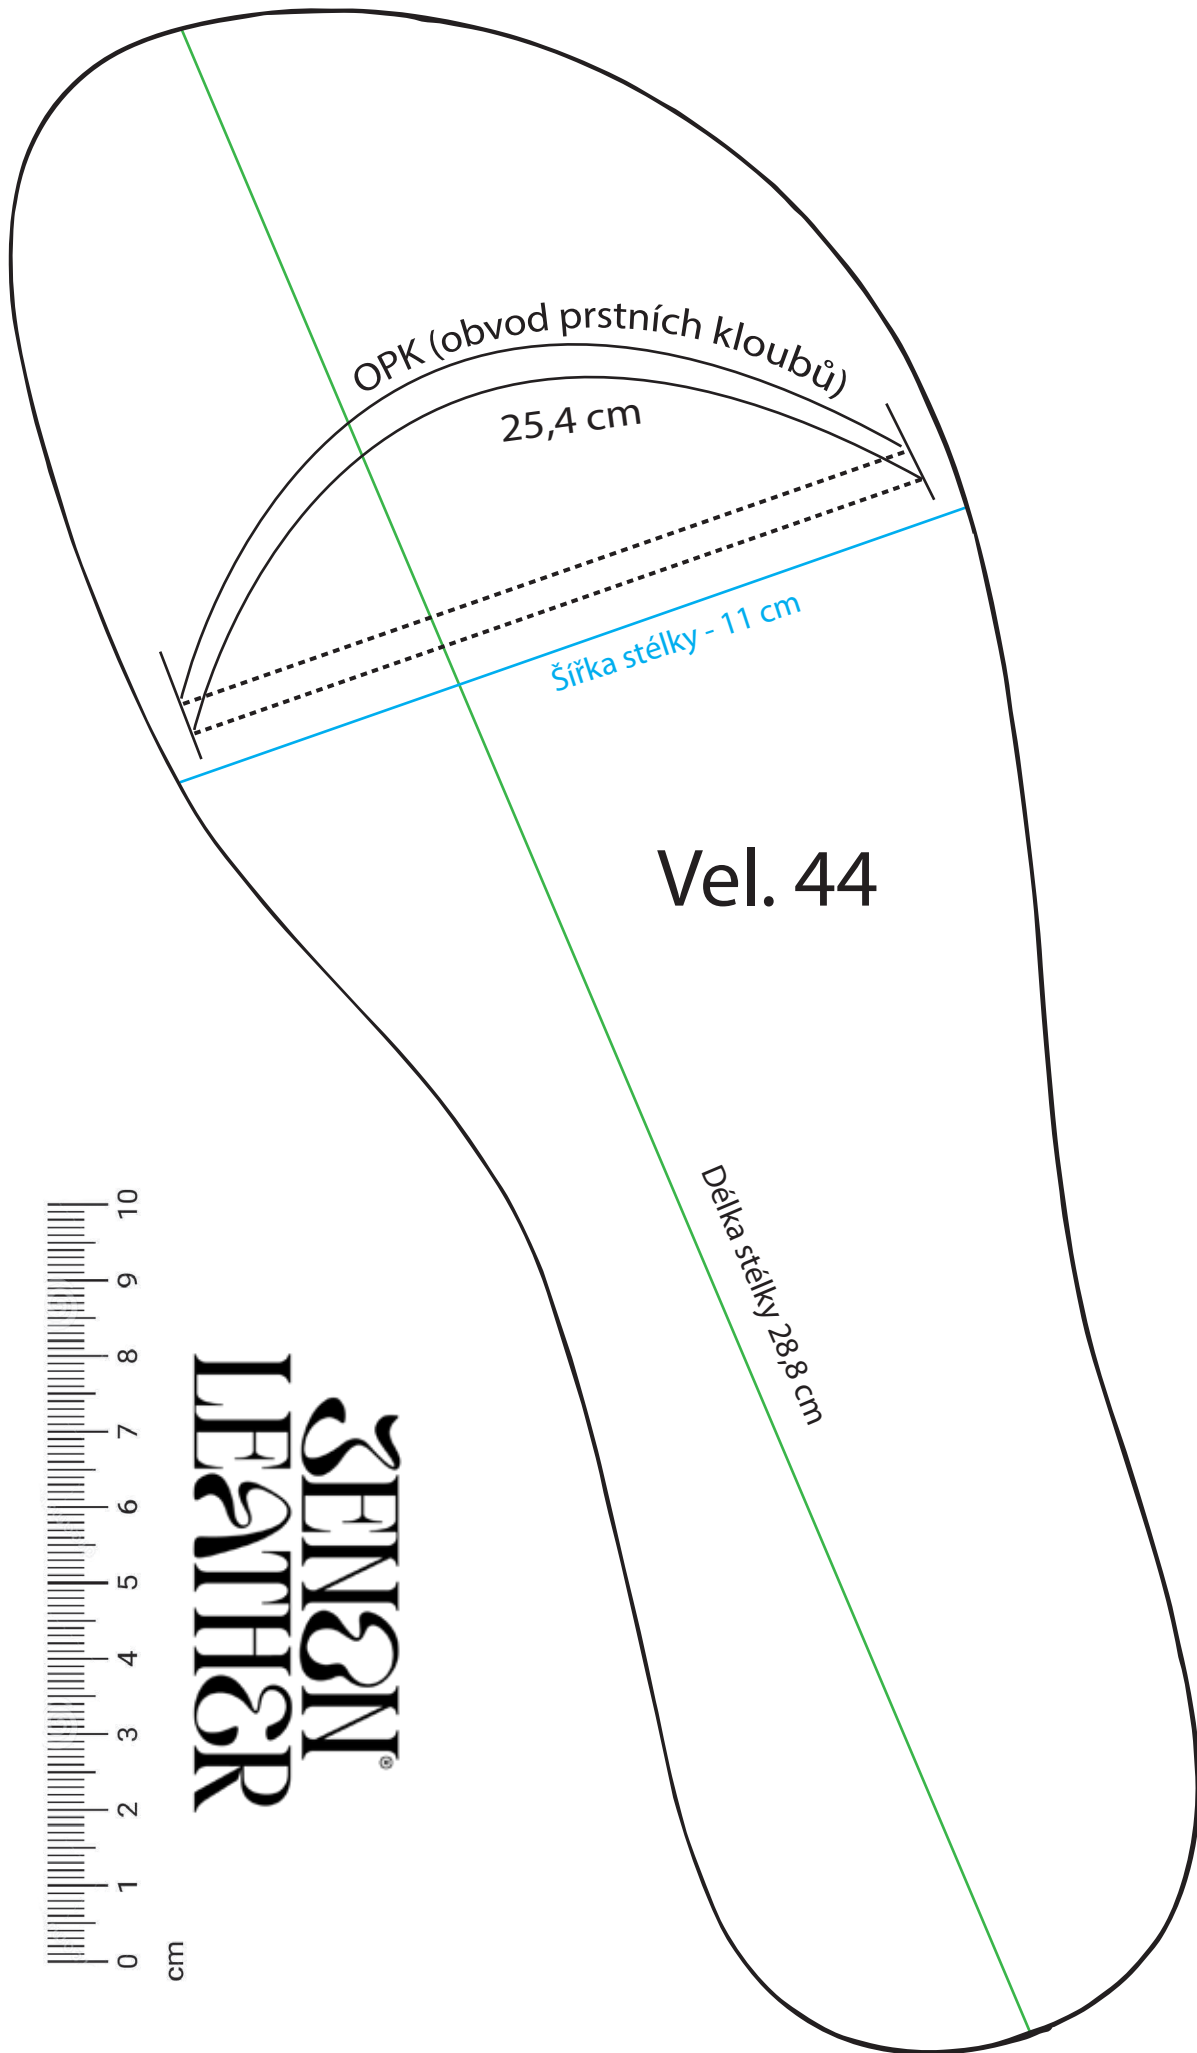 OPK (obvod prstních kloubů)
25,4 cm
Šířka stélky - 11 cm
Vel. 44
Délka stélky 28,8 cm
10
9
8
7
6
5
4
3
2
1
0
cm
ŠENON®
LEATHER